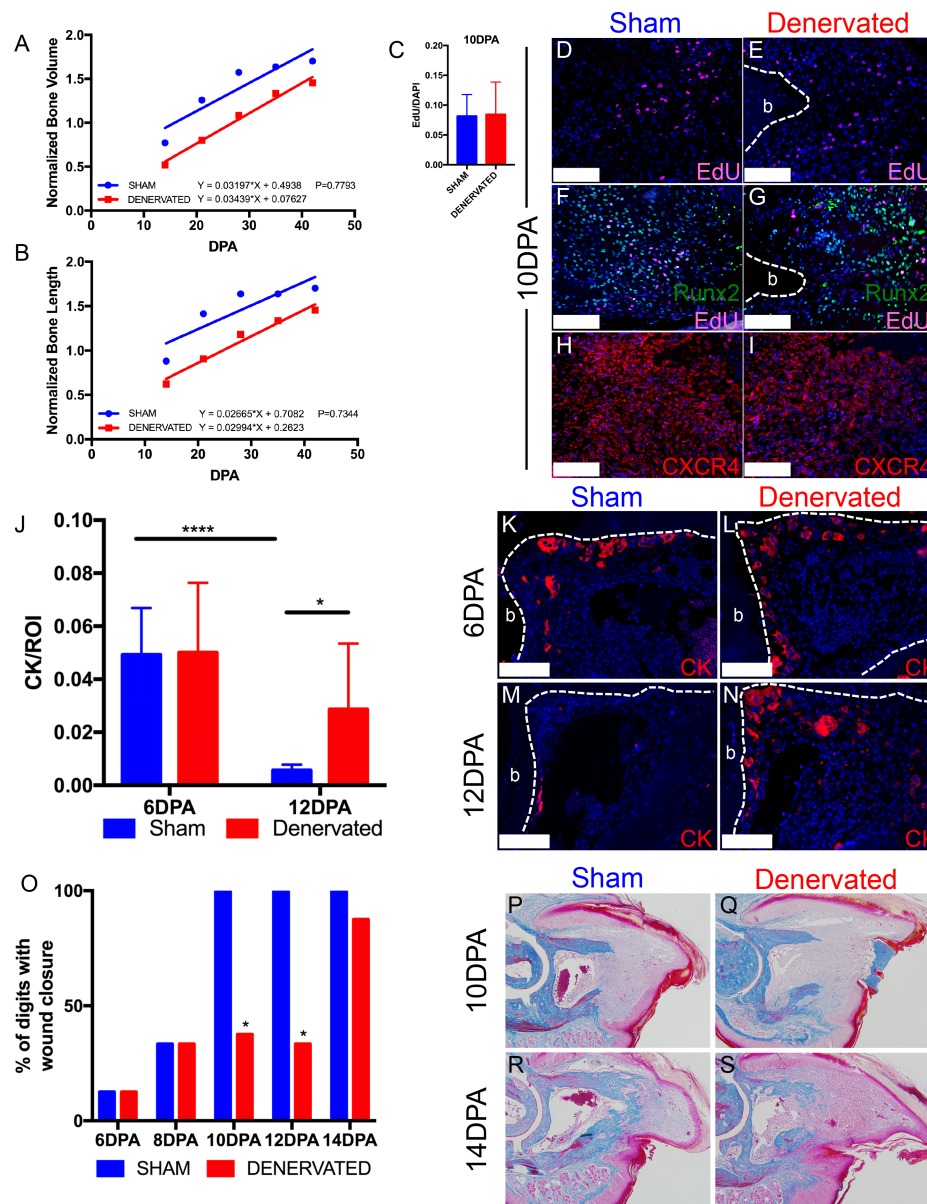 A
Normalized Bone Volume
2.0
1.5
1.0
0.5
0.0
0 10 20 30 40 50
DPA
SHAM Y = 0.03197*X + 0.4938 P=0.7793
DENERVATED Y = 0.03439*X + 0.07627
B
Normalized Bone Length
2.0
1.5
1.0
0.5
0.0
0 10 20 30 40 50
DPA
SHAM Y = 0.02665*X + 0.7082 P=0.7344
DENERVATED Y = 0.02994*X + 0.2623
C
10DPA
EdU/DAPI
0.20
0.15
0.10
0.05
0.00
SHAM
DENERVATED
Sham Denervated
10DPA
D
EdU
E
b
EdU
F
Runx2
EdU
G
b
Runx2
EdU
H
CXCR4
I
CXCR4
J
CK/ROI
0.10
0.08
0.06
0.04
0.02
0.00
****
*
6DPA 12DPA
Sham Denervated
Sham Denervated
6DPA
K
b
CK
L
b
CK
12DPA
M
b
CK
N
b
CK
O
% of digits with
wound closure
100
50
0
* *
6DPA 8DPA 10DPA 12DPA 14DPA
SHAM DENERVATED
Sham Denervated
10DPA
P
Q
14DPA
R
S